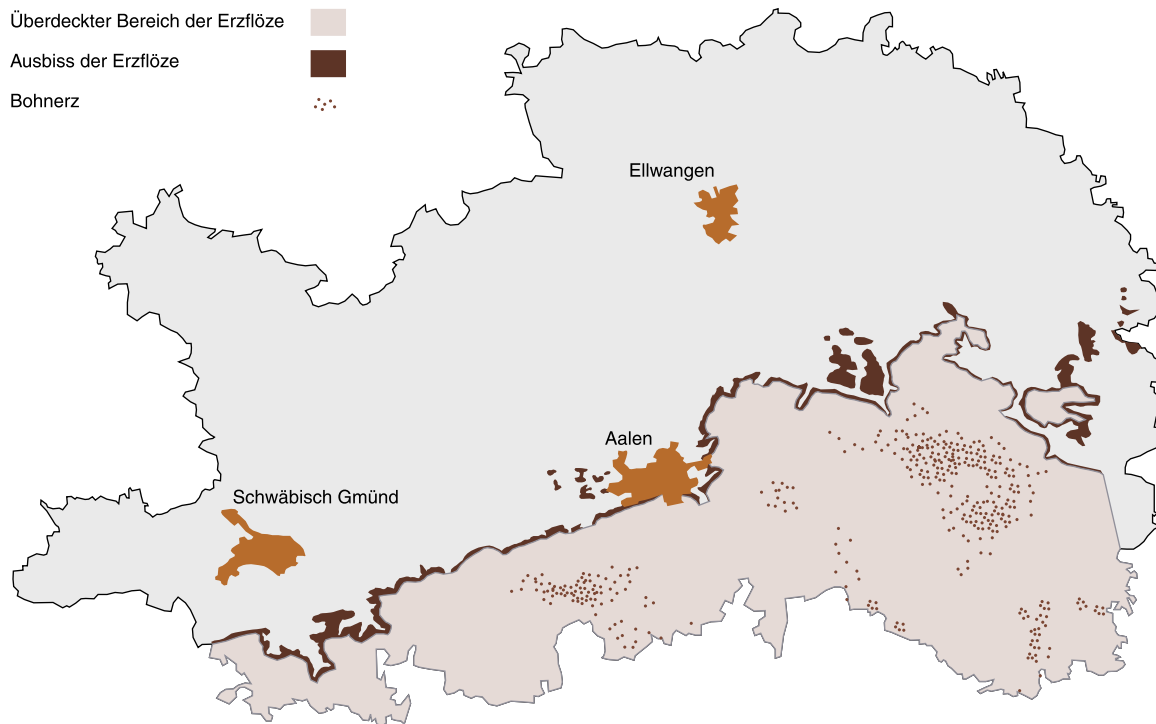 Überdeckter Bereich der Erzflöze
Ausbiss der Erzflöze
Bohnerz
Ellwangen
Aalen
Schwäbisch Gmünd